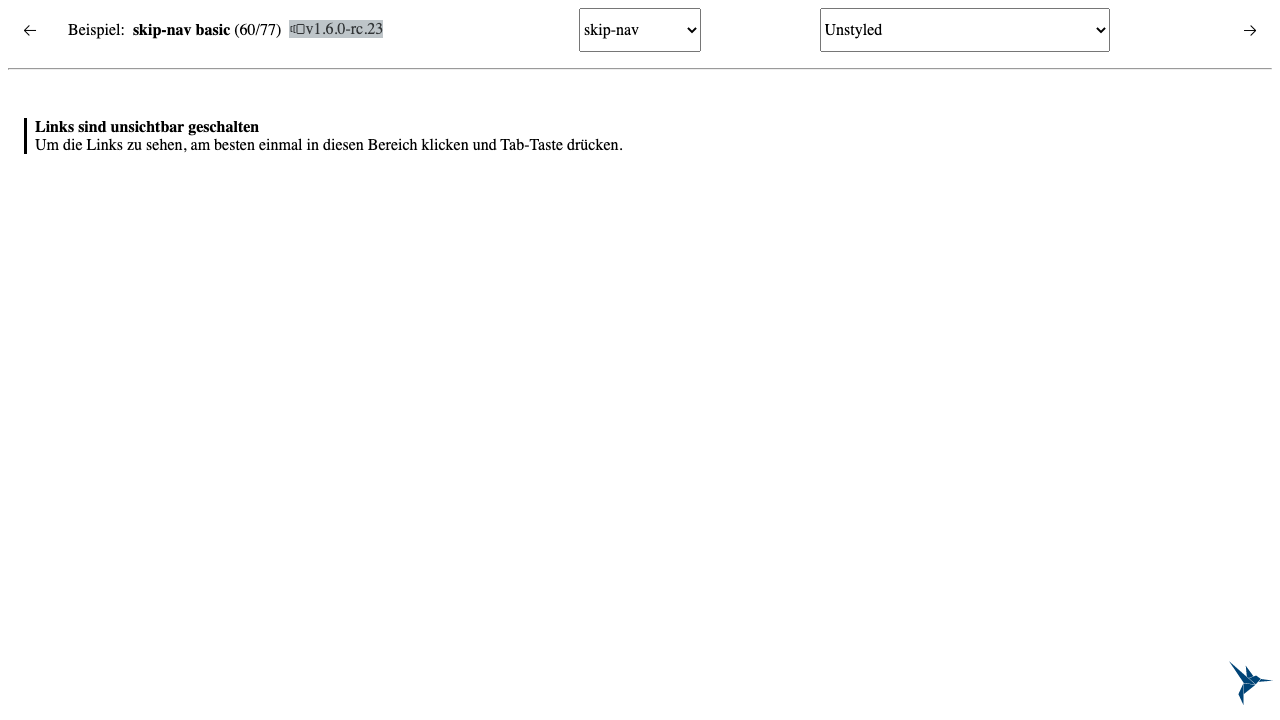 ← Beispiel: skip-nav basic (60/77) v1.6.0-rc.23 skip-nav Unstyled →
Links sind unsichtbar geschalten
Um die Links zu sehen, am besten einmal in diesen Bereich klicken und Tab-Taste drücken.